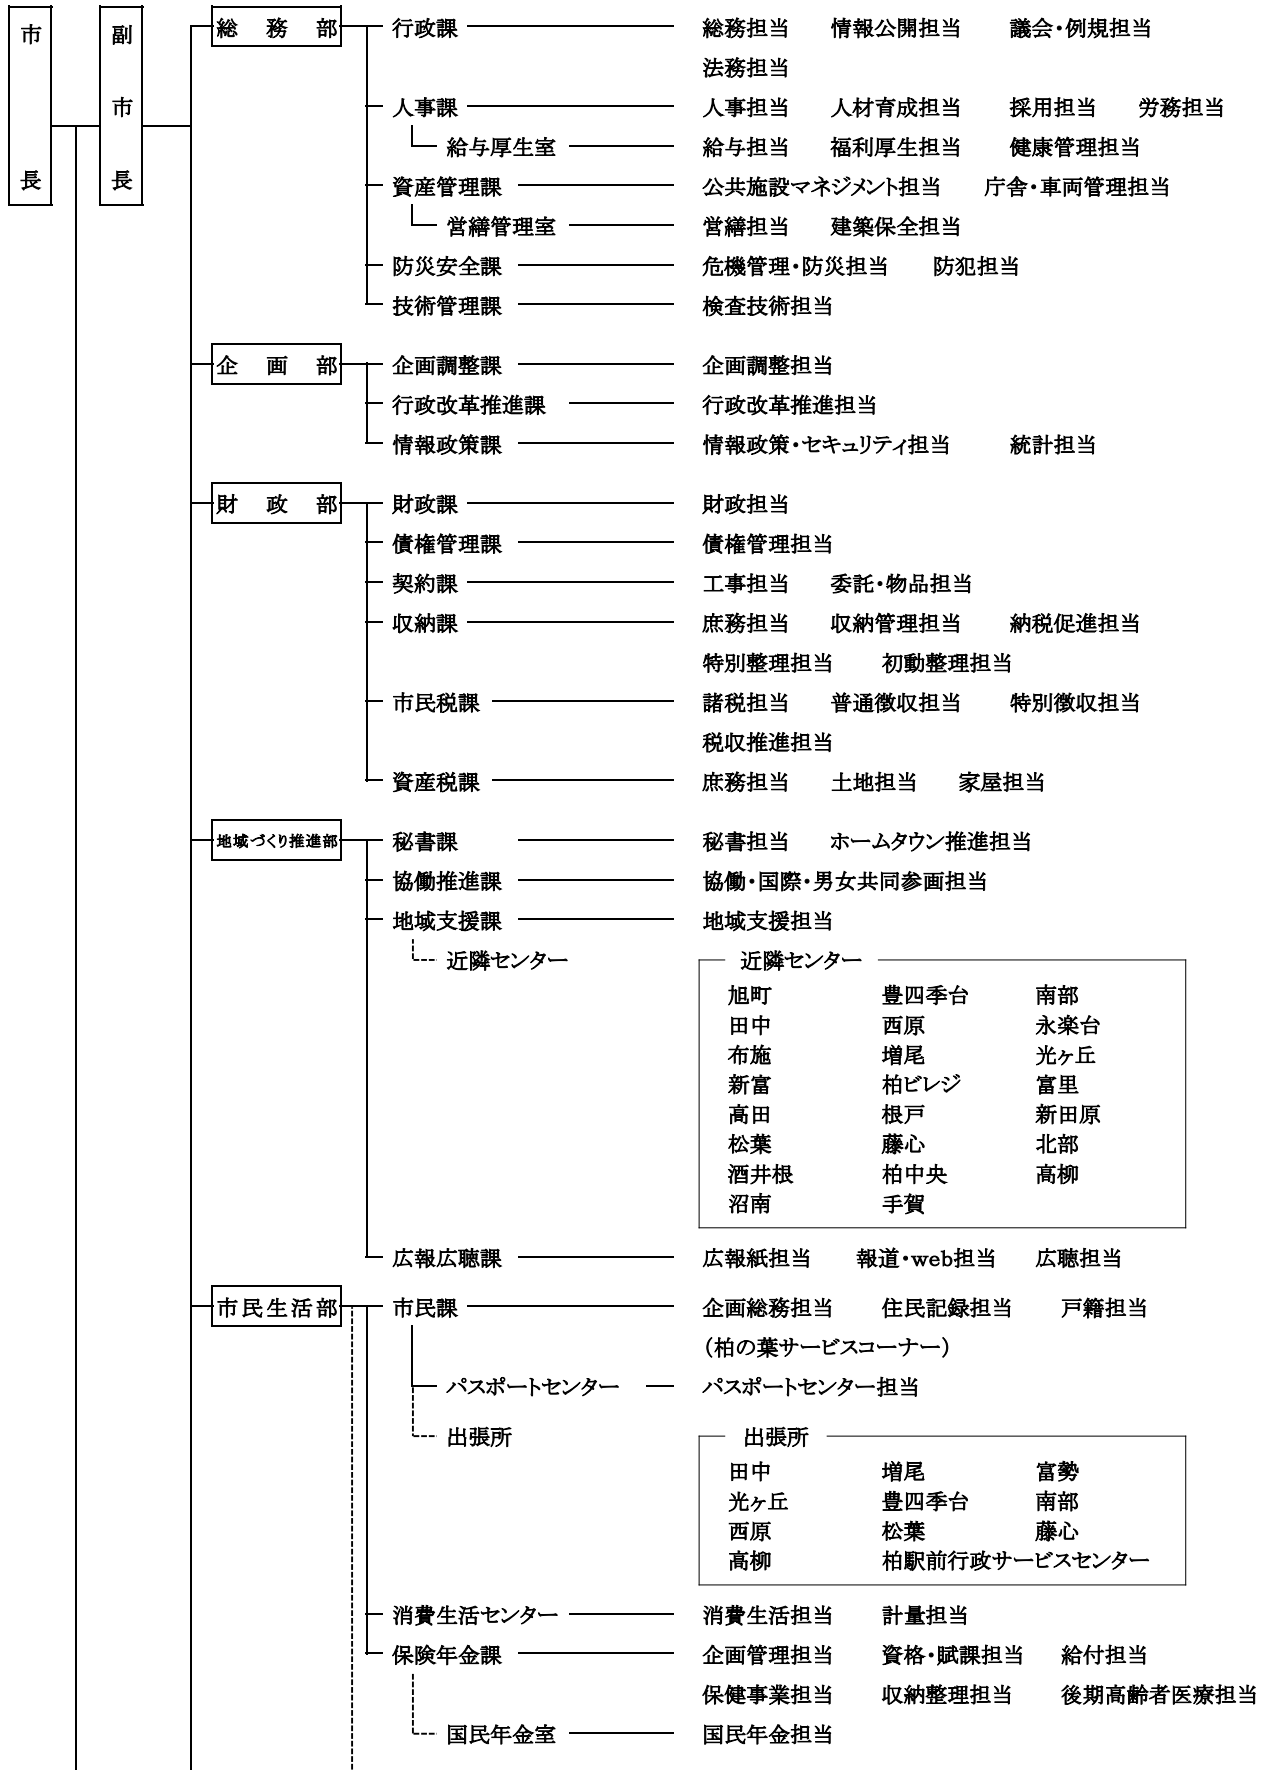 市長
副市長
総務部 行政課 総務担当 情報公開担当 議会・例規担当
法務担当
人事課 人事担当 人材育成担当 採用担当 労務担当
給与厚生室 給与担当 福利厚生担当 健康管理担当
資産管理課 公共施設マネジメント担当 庁舎・車両管理担当
営繕管理室 営繕担当 建築保全担当
防災安全課 危機管理・防災担当 防犯担当
技術管理課 検査技術担当
企画部 企画調整課 企画調整担当
行政改革推進課 行政改革推進担当
情報政策課 情報政策・セキュリティ担当 統計担当
財政部 財政課 財政担当
債権管理課 債権管理担当
契約課 工事担当 委託・物品担当
収納課 庶務担当 収納管理担当 納税促進担当
特別整理担当 初動整理担当
市民税課 諸税担当 普通徴収担当 特別徴収担当
税収推進担当
資産税課 庶務担当 土地担当 家屋担当
地域づくり推進部 秘書課 秘書担当 ホームタウン推進担当
協働推進課 協働・国際・男女共同参画担当
地域支援課 地域支援担当
近隣センター 近隣センター
旭町 豊四季台 南部
田中 西原 永楽台
布施 増尾 光ヶ丘
新富 柏ビレジ 富里
高田 根戸 新田原
松葉 藤心 北部
酒井根 柏中央 高柳
沼南 手賀
広報広聴課 広報紙担当 報道・web担当 広聴担当
市民生活部 市民課 企画総務担当 住民記録担当 戸籍担当
（柏の葉サービスコーナー）
パスポートセンター パスポートセンター担当
出張所 出張所
田中 増尾 富勢
光ヶ丘 豊四季台 南部
西原 松葉 藤心
高柳 柏駅前行政サービスセンター
消費生活センター 消費生活担当 計量担当
保険年金課 企画管理担当 資格・賦課担当 給付担当
保健事業担当 収納整理担当 後期高齢者医療担当
国民年金室 国民年金担当